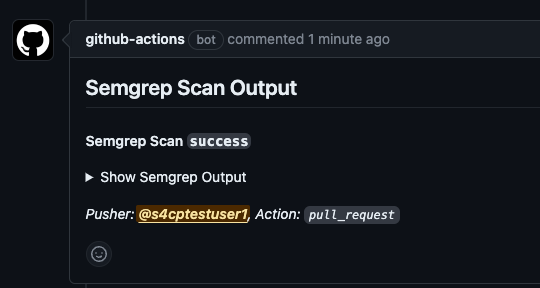 github-actions bot commented 1 minute ago
Semgrep Scan Output
Semgrep Scan success
Show Semgrep Output
Pusher: @s4cptestuser1, Action: pull_request